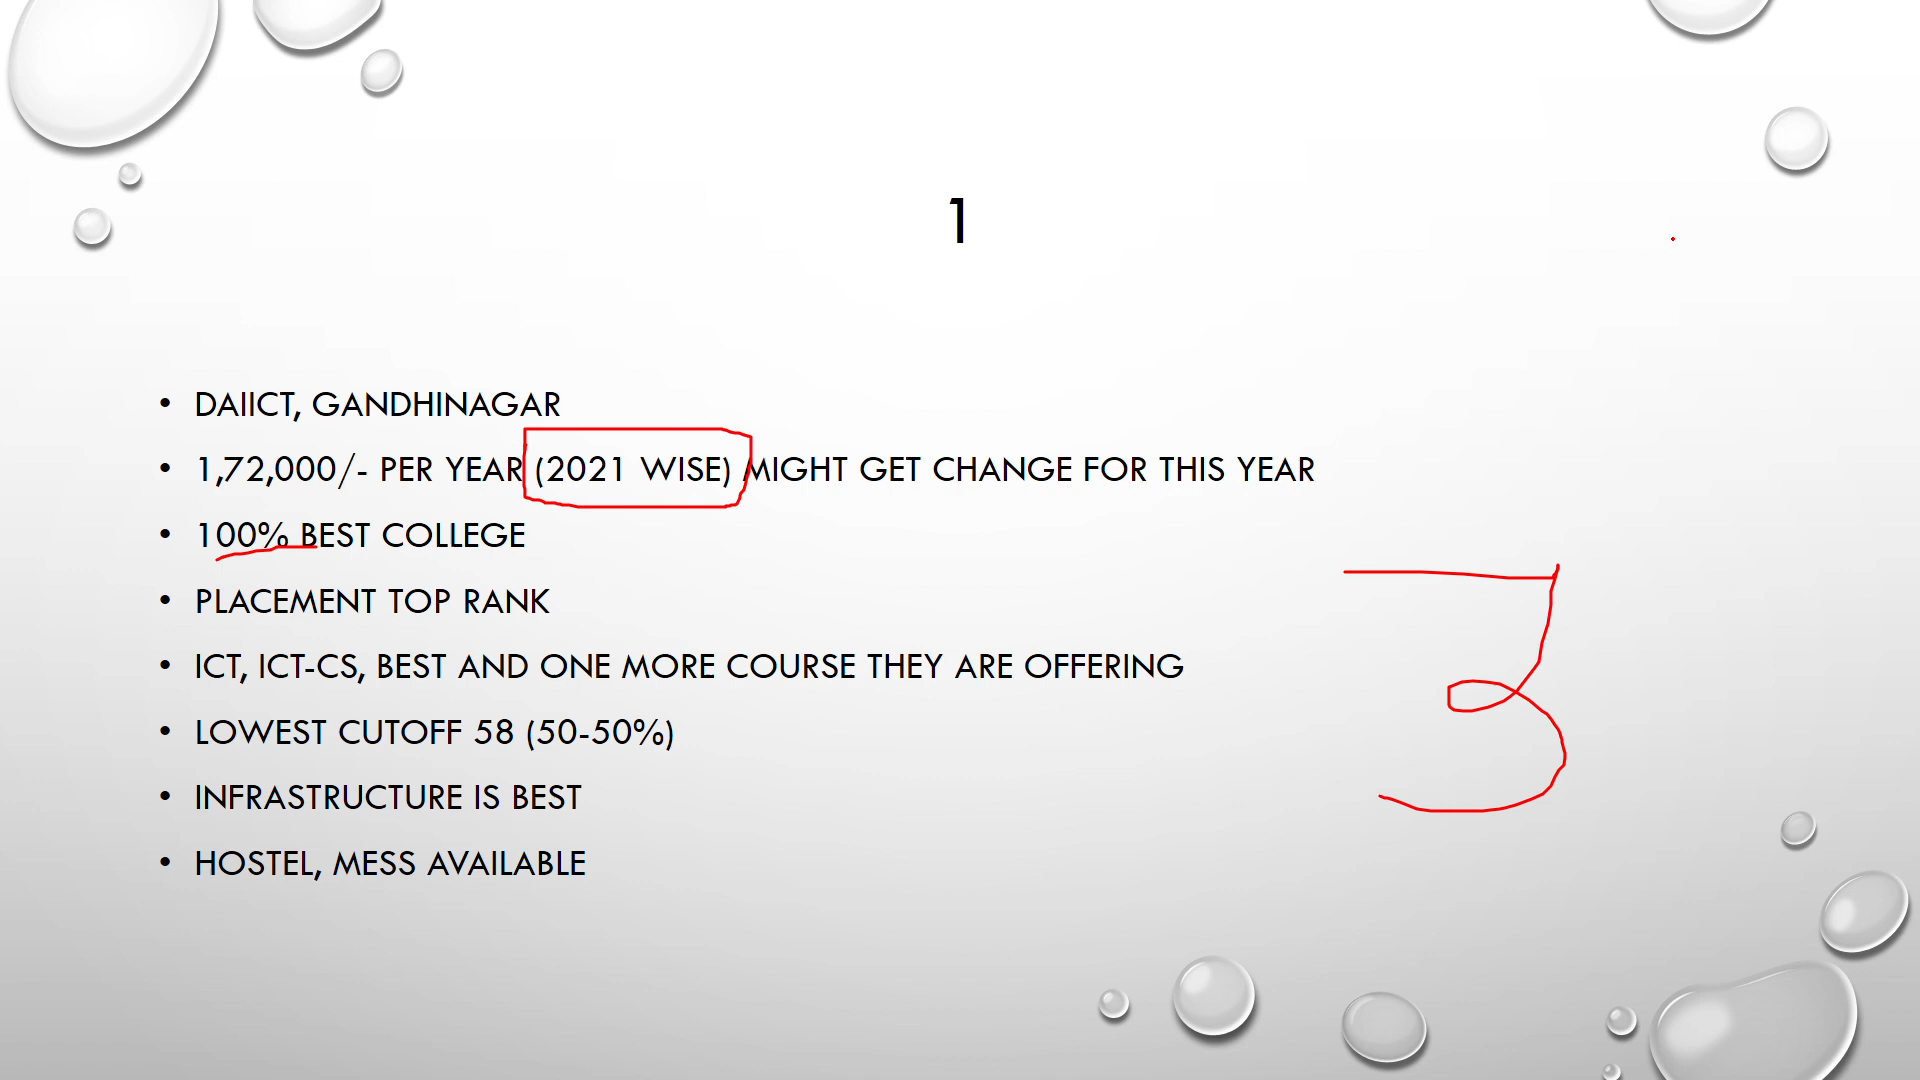 1
• DAIICT, GANDHINAGAR
• 1,72,000/- PER YEAR (2021 WISE) MIGHT GET CHANGE FOR THIS YEAR
• 100% BEST COLLEGE
• PLACEMENT TOP RANK
• ICT, ICT-CS, BEST AND ONE MORE COURSE THEY ARE OFFERING
• LOWEST CUTOFF 58 (50-50%)
• INFRASTRUCTURE IS BEST
• HOSTEL, MESS AVAILABLE
3